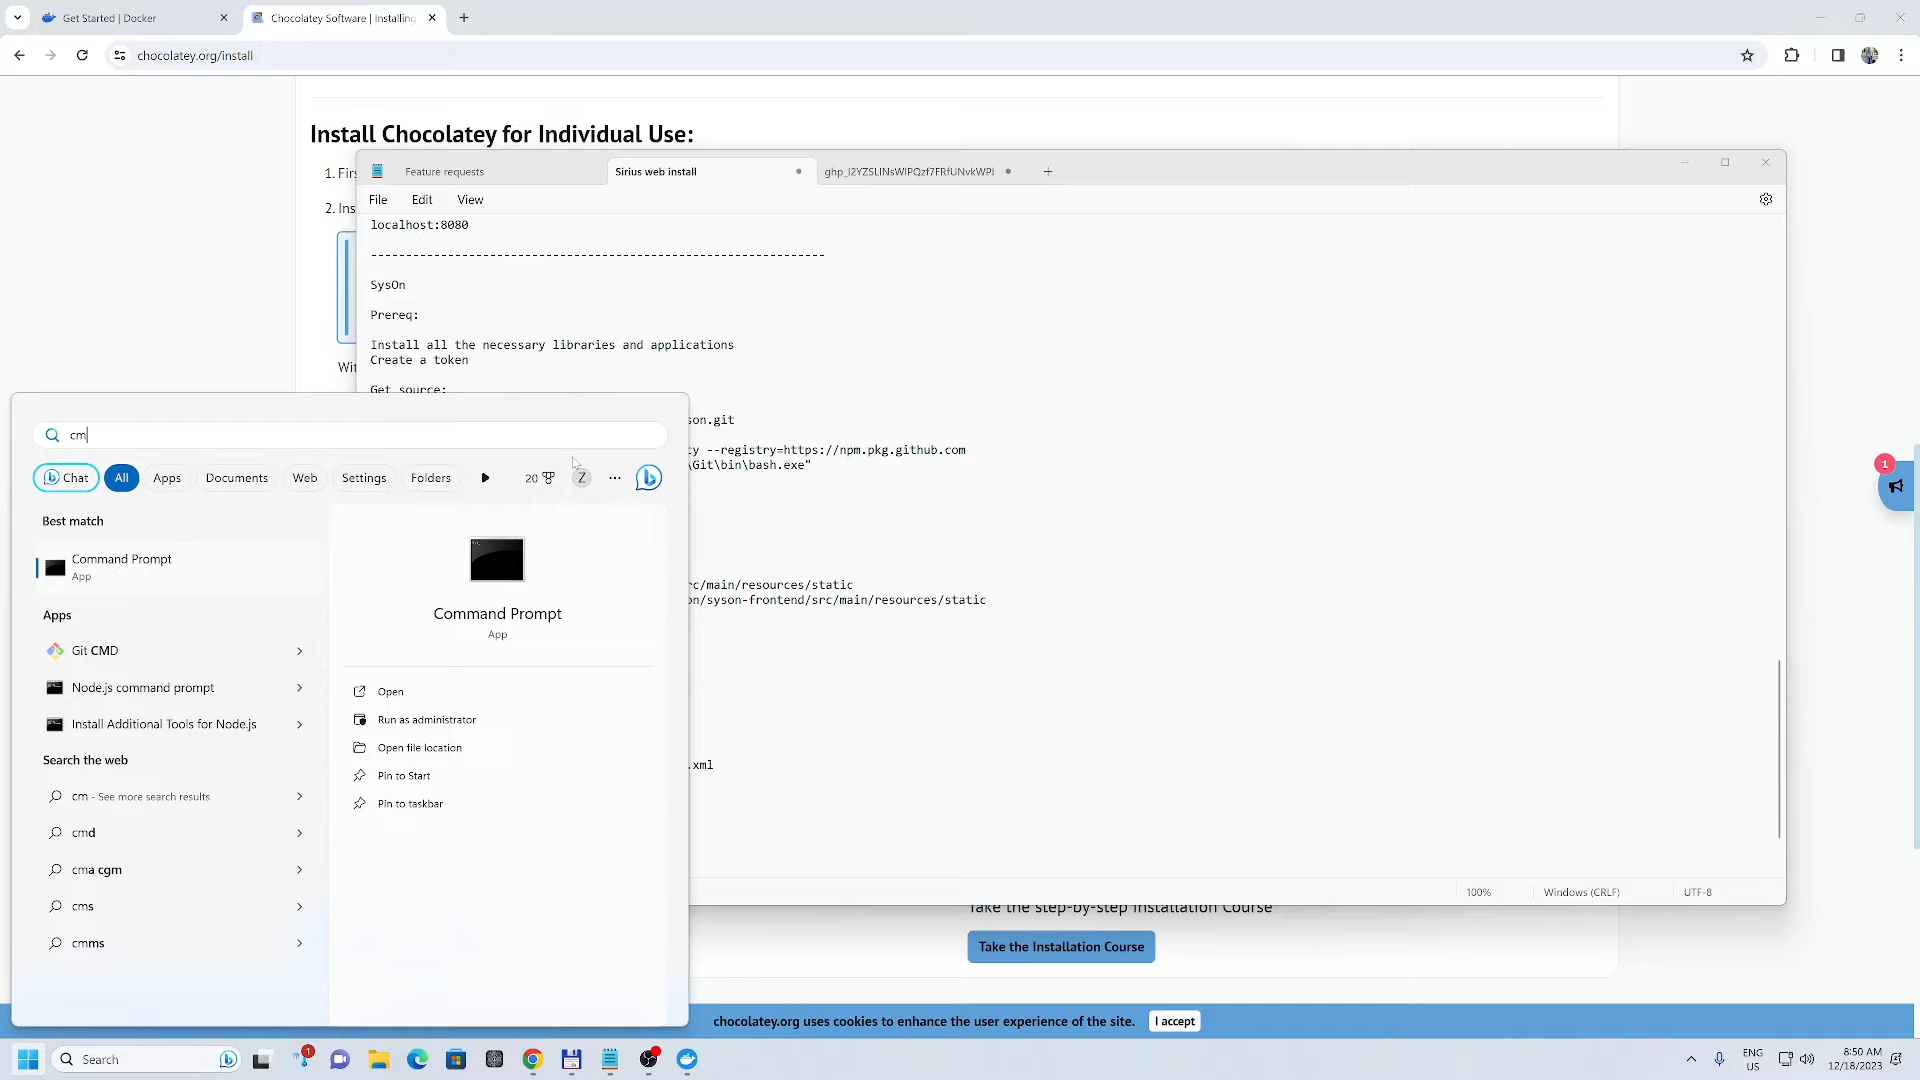 Get Started | Docker
Chocolatey Software | Installing
chocolatey.org/install
Install Chocolatey for Individual Use:
1. Firs
2. Ins
Wit
Feature requests
Sirius web install
File
Edit
View
localhost:8080
-----------------------------------------------------------------
SysOn
Prereq:
Install all the necessary libraries and applications
Create a token
Get source:
son.git
cy --registry=https://npm.pkg.github.com
\Git\bin\bash.exe"
rc/main/resources/static
on/syson-frontend/src/main/resources/static
.xml
100%
Windows (CRLF)
UTF-8
cm
Chat
All
Apps
Documents
Web
Settings
Folders
20
Z
Best match
Command Prompt
App
Apps
Git CMD
Node.js command prompt
Install Additional Tools for Node.js
Search the web
cm - See more search results
cmd
cma cgm
cms
cmms
Command Prompt
App
Open
Run as administrator
Open file location
Pin to Start
Pin to taskbar
1
Take the step-by-step Installation Course
Take the Installation Course
chocolatey.org uses cookies to enhance the user experience of the site.
I accept
Search
1
ENG
US
8:50 AM
12/18/2023